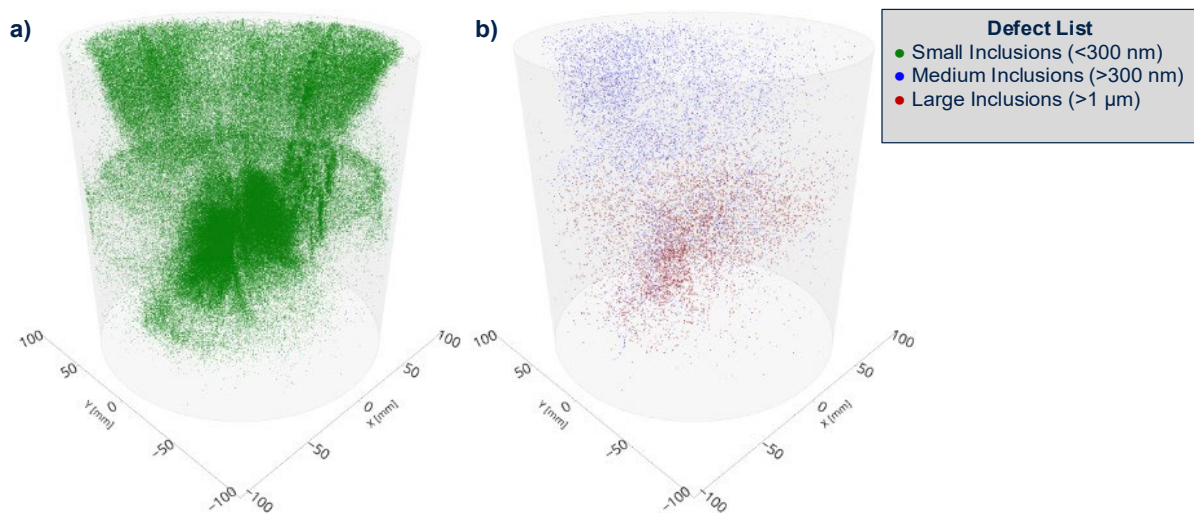 a)
b)
Defect List
● Small Inclusions (<300 nm)
● Medium Inclusions (>300 nm)
● Large Inclusions (>1 µm)
100
50
0
−50
−100
Y [mm]
100
50
0
−50
−100
X [mm]
100
50
0
−50
−100
Y [mm]
100
50
0
−50
−100
X [mm]